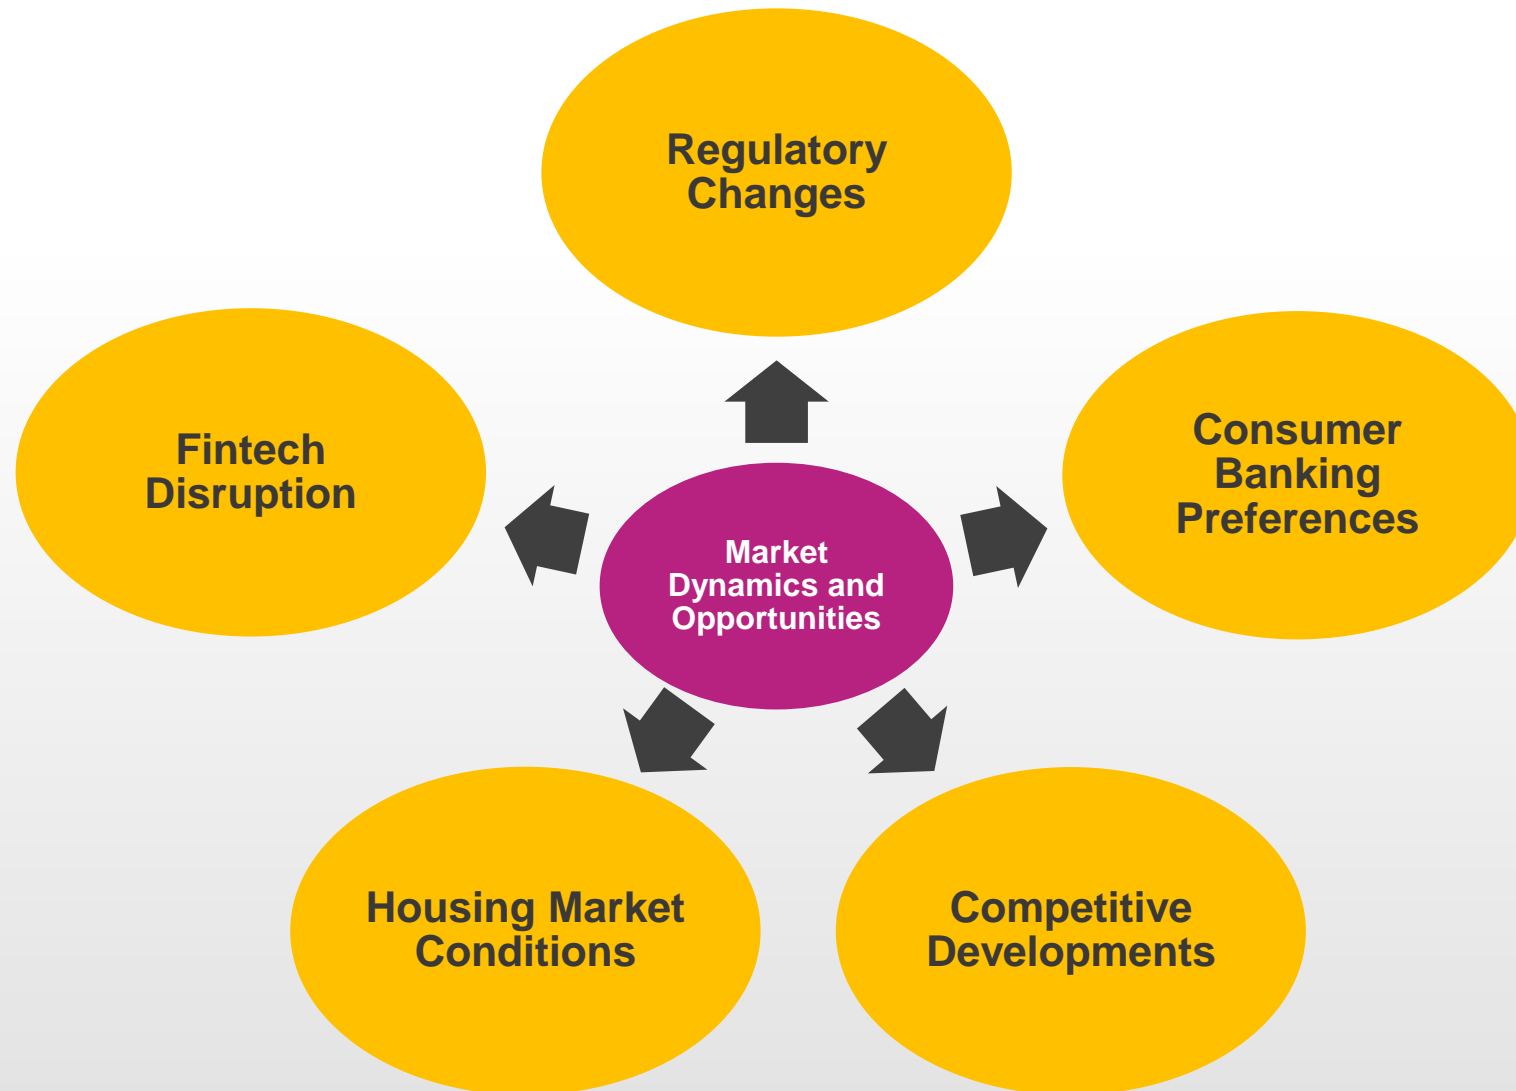 Regulatory
Changes
Fintech
Disruption
Consumer
Banking
Preferences
Market
Dynamics and
Opportunities
Housing Market
Conditions
Competitive
Developments